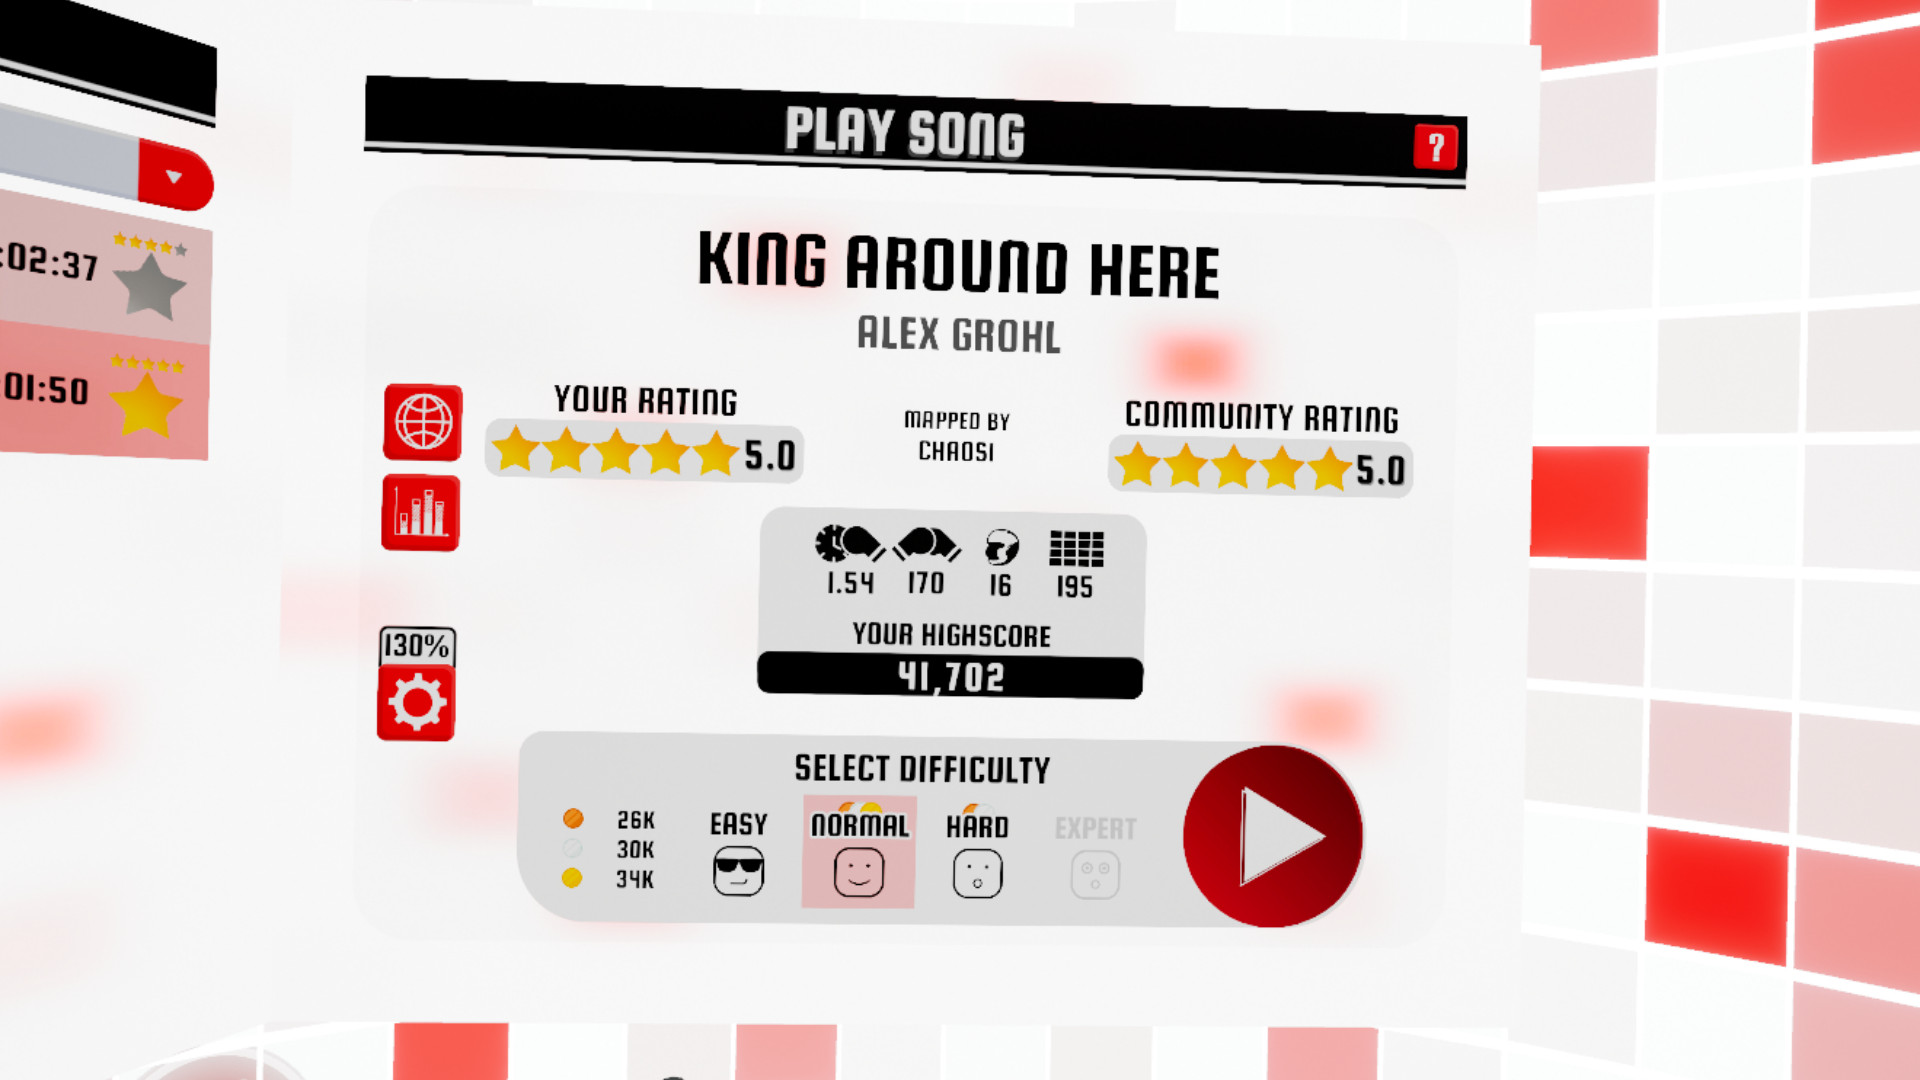 PLAY SONG
?
:02:37
01:50
KING AROUND HERE
ALEX GROHL
YOUR RATING
5.0
MAPPED BY
CHAOSI
COMMUNITY RATING
5.0
1.54 170 16 195
YOUR HIGHSCORE
41,702
130%
SELECT DIFFICULTY
26K
30K
34K
EASY NORMAL HARD EXPERT